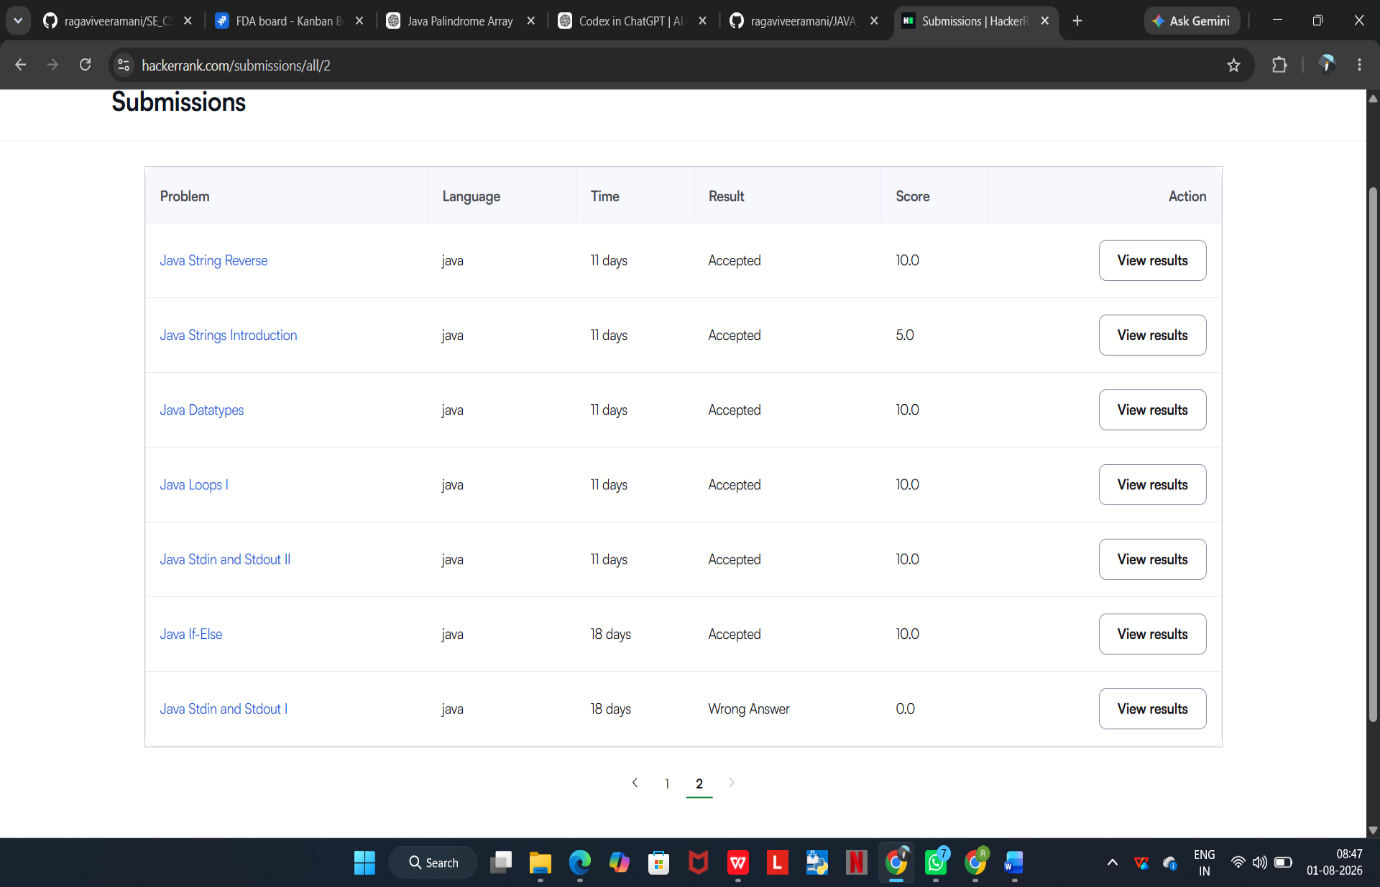 ragaviveeramani/SE_CS
FDA board - Kanban B
Java Palindrome Array
Codex in ChatGPT | AI
ragaviveeramani/JAVA_
Submissions | HackerR
Ask Gemini
hackerrank.com/submissions/all/2
Submissions
Problem Language Time Result Score Action
Java String Reverse java 11 days Accepted 10.0 View results
Java Strings Introduction java 11 days Accepted 5.0 View results
Java Datatypes java 11 days Accepted 10.0 View results
Java Loops I java 11 days Accepted 10.0 View results
Java Stdin and Stdout II java 11 days Accepted 10.0 View results
Java If-Else java 18 days Accepted 10.0 View results
Java Stdin and Stdout I java 18 days Wrong Answer 0.0 View results
1 2
Search
ENG
IN
08:47
01-08-2026